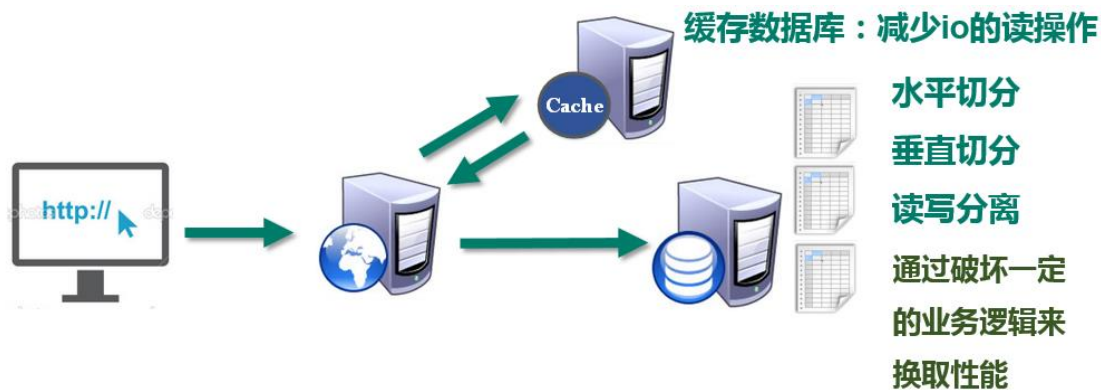 缓存数据库：减少io的读操作
Cache
水平切分
垂直切分
读写分离
通过破坏一定
的业务逻辑来
换取性能
http://